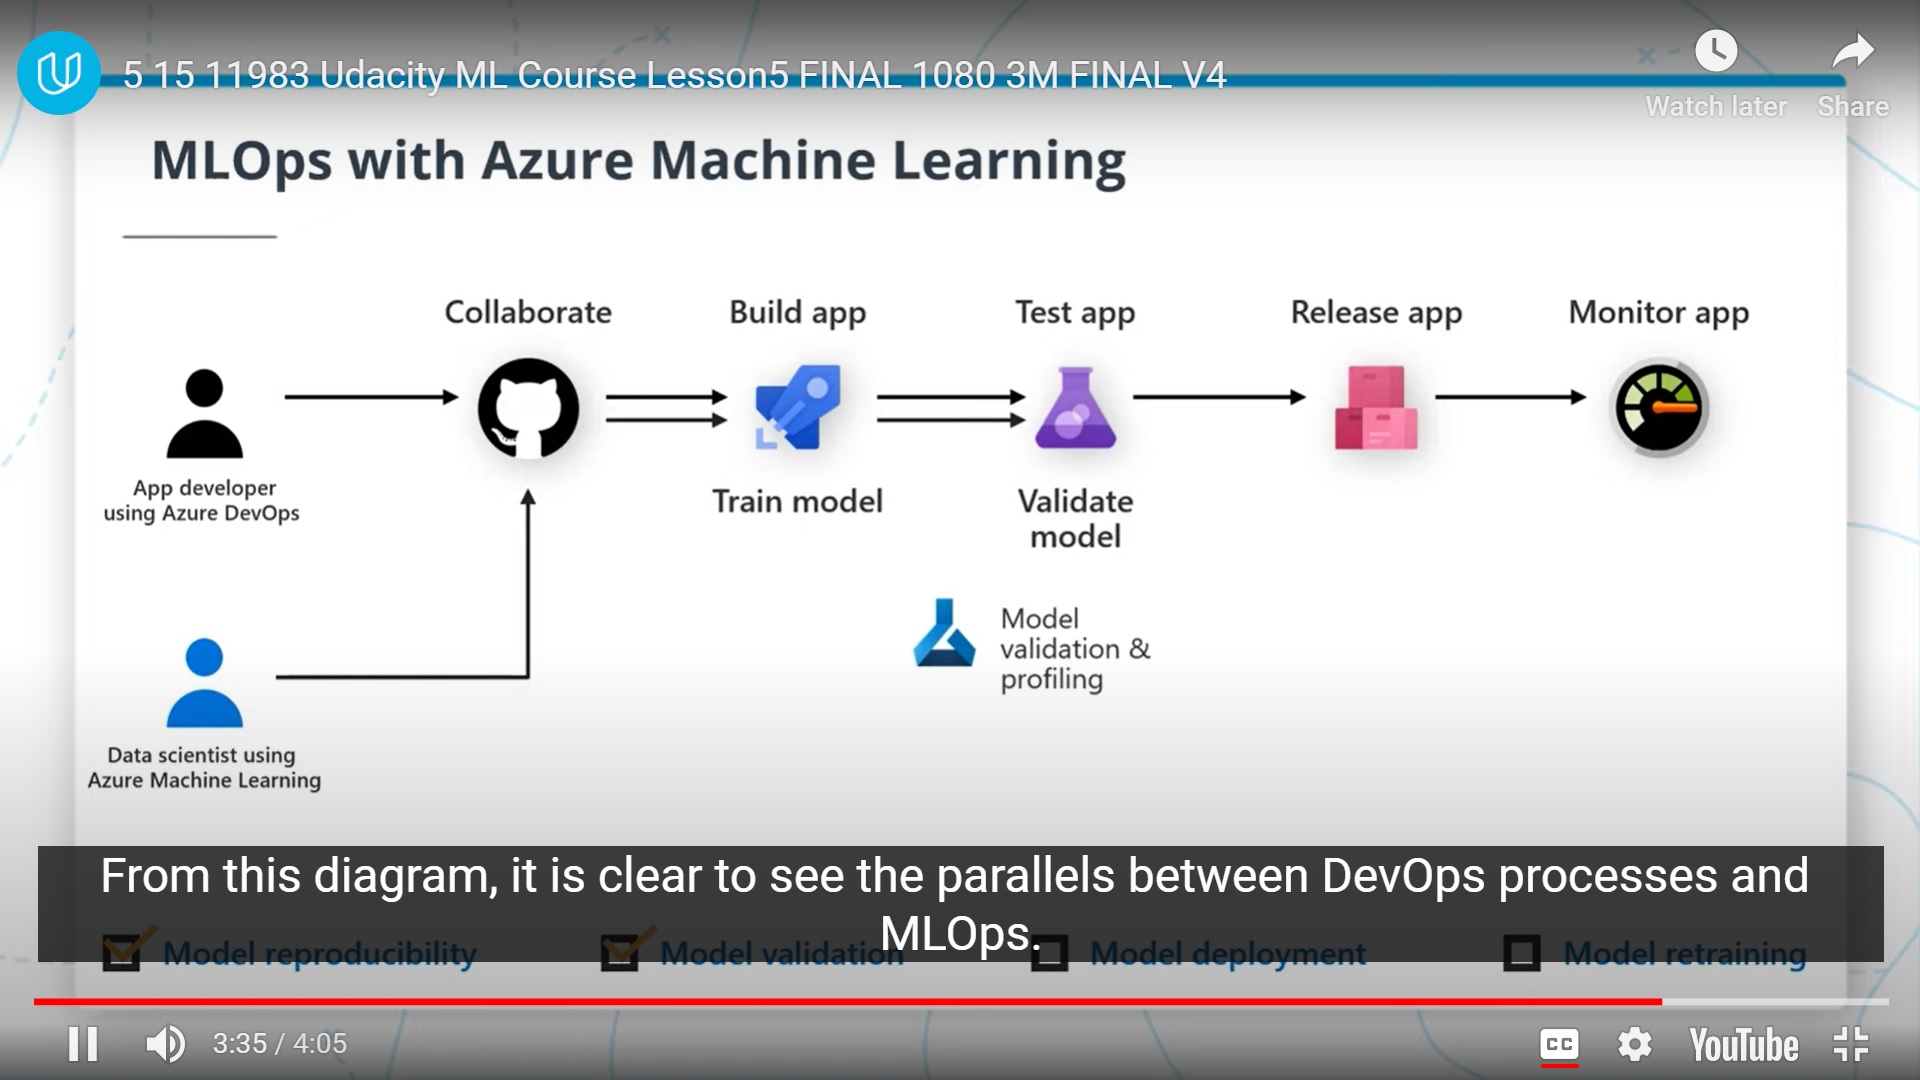 5 15 11983 Udacity ML Course Lesson5 FINAL 1080 3M FINAL V4
Watch later
Share
MLOps with Azure Machine Learning
Collaborate
Build app
Test app
Release app
Monitor app
App developer
using Azure DevOps
Train model
Validate
model
Model
validation &
profiling
Data scientist using
Azure Machine Learning
From this diagram, it is clear to see the parallels between DevOps processes and
MLOps.
Model reproducibility
Model validation
Model deployment
Model retraining
3:35 / 4:05
CC
YouTube